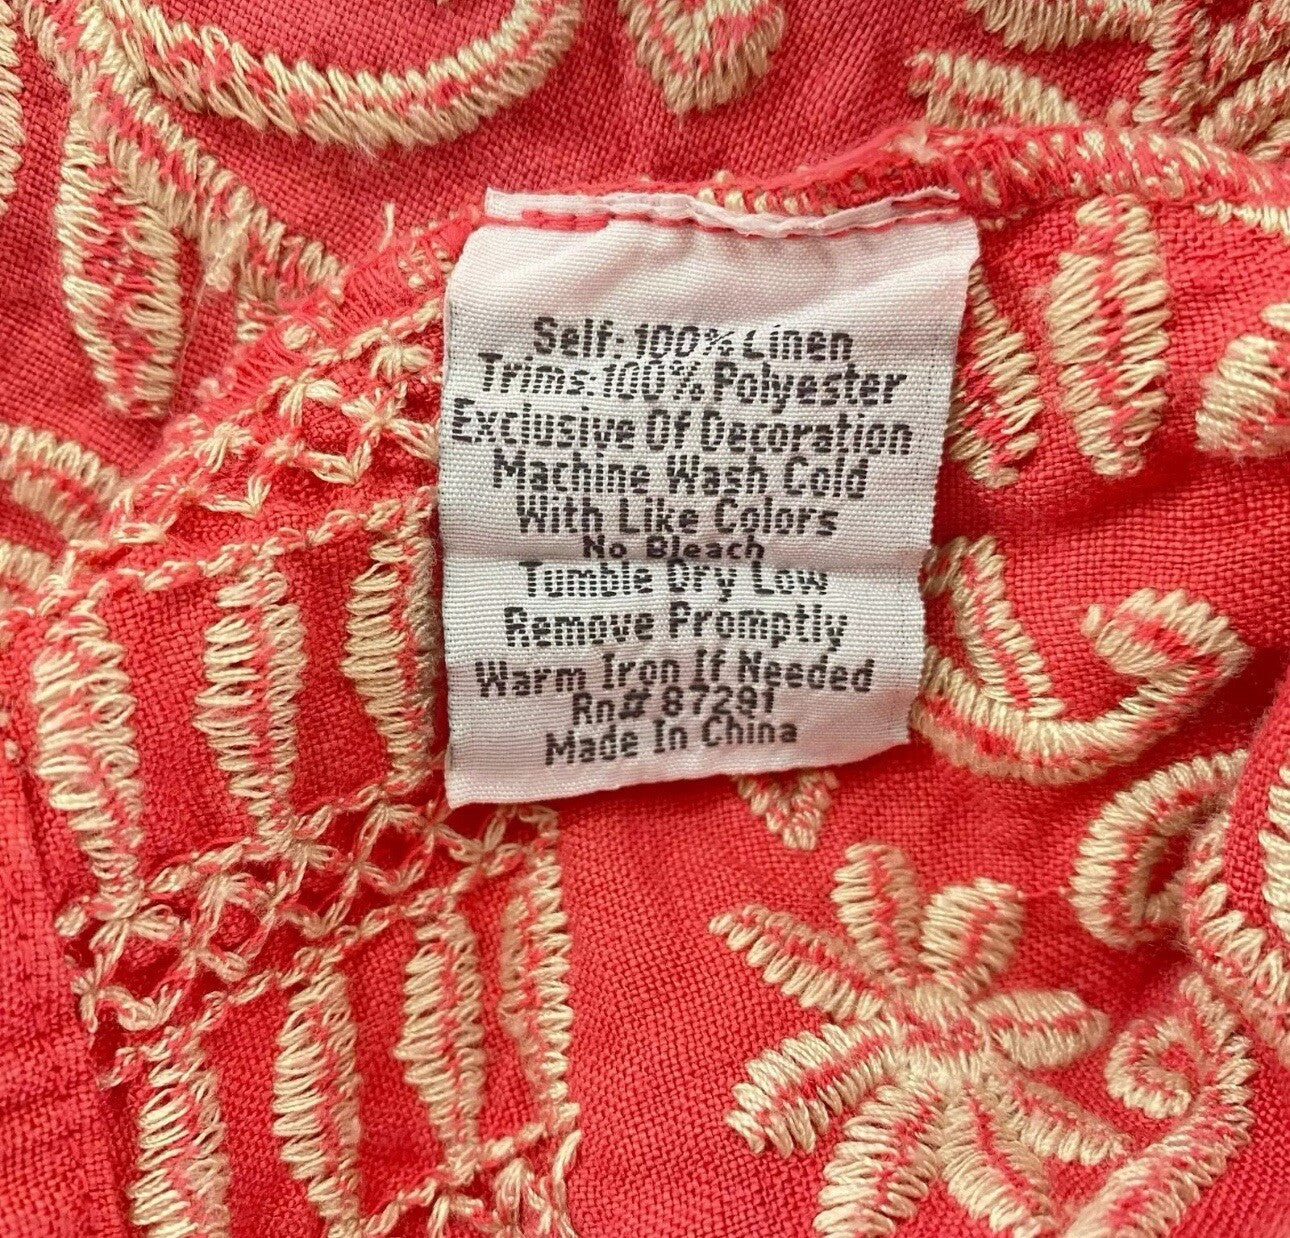 Self: 100% Linen
Trims:100% Polyester
Exclusive Of Decoration
Machine Wash Cold
With Like Colors
No Bleach
Tumble Dry Low
Remove Promptly
Warm Iron If Needed
Rn# 87291
Made In China